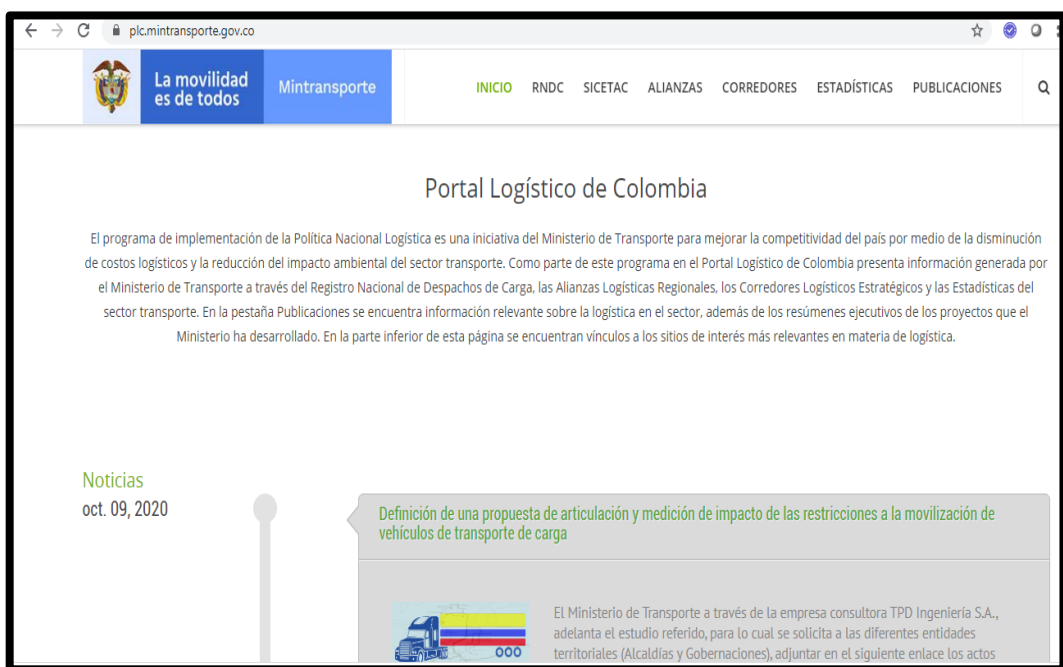 plc.mintransporte.gov.co
La movilidad
es de todos
Mintransporte
INICIO RNDC SICETAC ALIANZAS CORREDORES ESTADÍSTICAS PUBLICACIONES
Portal Logístico de Colombia
El programa de implementación de la Política Nacional Logística es una iniciativa del Ministerio de Transporte para mejorar la competitividad del país por medio de la disminución
de costos logísticos y la reducción del impacto ambiental del sector transporte. Como parte de este programa en el Portal Logístico de Colombia presenta información generada por
el Ministerio de Transporte a través del Registro Nacional de Despachos de Carga, las Alianzas Logísticas Regionales, los Corredores Logísticos Estratégicos y las Estadísticas del
sector transporte. En la pestaña Publicaciones se encuentra información relevante sobre la logística en el sector, además de los resúmenes ejecutivos de los proyectos que el
Ministerio ha desarrollado. En la parte inferior de esta página se encuentran vínculos a los sitios de interés más relevantes en materia de logística.
Noticias
oct. 09, 2020
Definición de una propuesta de articulación y medición de impacto de las restricciones a la movilización de
vehículos de transporte de carga
El Ministerio de Transporte a través de la empresa consultora TPD Ingeniería S.A.,
adelanta el estudio referido, para lo cual se solicita a las diferentes entidades
territoriales (Alcaldías y Gobernaciones), adjuntar en el siguiente enlace los actos